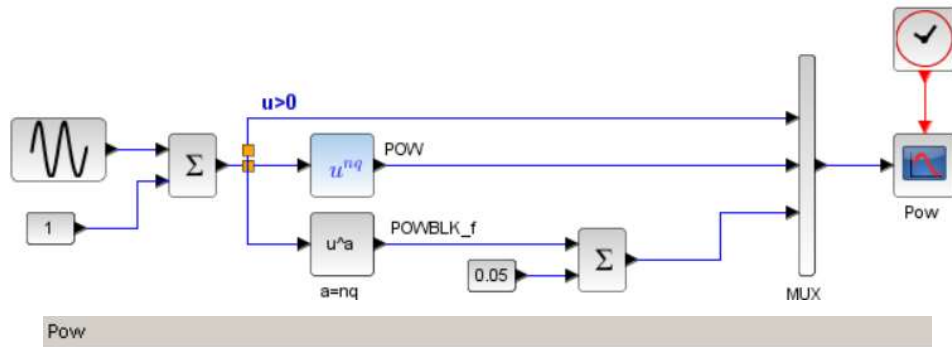 u>0
Σ
1
u^nq
POW
u^a
a=nq
POWBLK_f
0.05
Σ
MUX
Pow
Pow